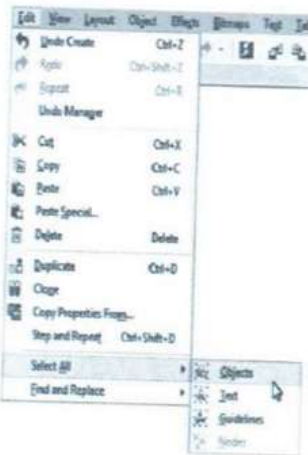 Edit View Layout Object Effects Bitmaps Text
Undo Create Ctrl+Z
Redo Ctrl+Shift+Z
Repeat Ctrl+R
Undo Manager
Cut Ctrl+X
Copy Ctrl+C
Paste Ctrl+V
Paste Special...
Delete Delete
Duplicate Ctrl+D
Clone
Copy Properties From...
Step and Repeat Ctrl+Shift+D
Select All
Find and Replace
Objects
Text
Guidelines
Nodes